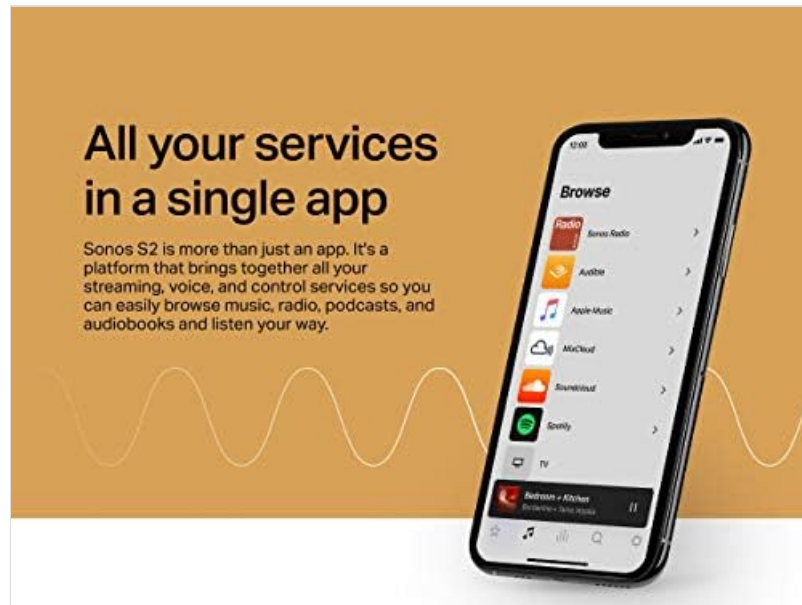 All your services
in a single app
Sonos S2 is more than just an app. It's a
platform that brings together all your
streaming, voice, and control services so you
can easily browse music, radio, podcasts, and
audiobooks and listen your way.
12:00
Browse
Radio
Sonos Radio
Audible
Apple Music
MixCloud
Soundcloud
Spotify
TV
Bedroom + Kitchen